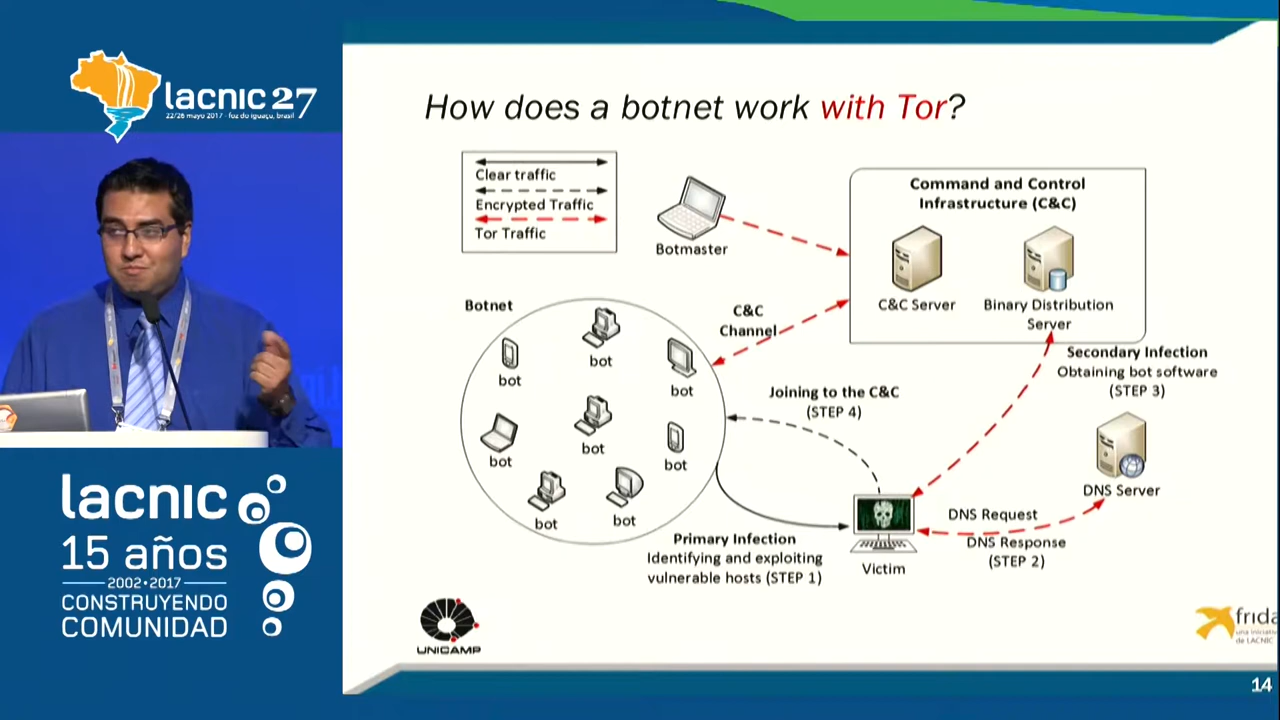 lacnic 27
22/26 mayo 2017 - foz do iguaçu, brasil
lacnic
15 años
2002•2017
CONSTRUYENDO
COMUNIDAD
How does a botnet work with Tor?
Clear traffic
Encrypted Traffic
Tor Traffic
Botmaster
Command and Control
Infrastructure (C&C)
C&C Server
Binary Distribution
Server
Botnet
C&C
Channel
bot
bot
bot
bot
bot
bot
bot
bot
Secondary Infection
Obtaining bot software
(STEP 3)
Joining to the C&C
(STEP 4)
DNS Server
DNS Request
DNS Response
(STEP 2)
Primary Infection
Identifying and exploiting
vulnerable hosts (STEP 1)
Victim
UNICAMP
frida
una iniciativa
de LACNIC
14